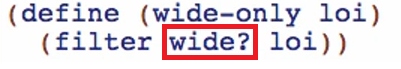 (define (wide-only loi)
(filter wide? loi))